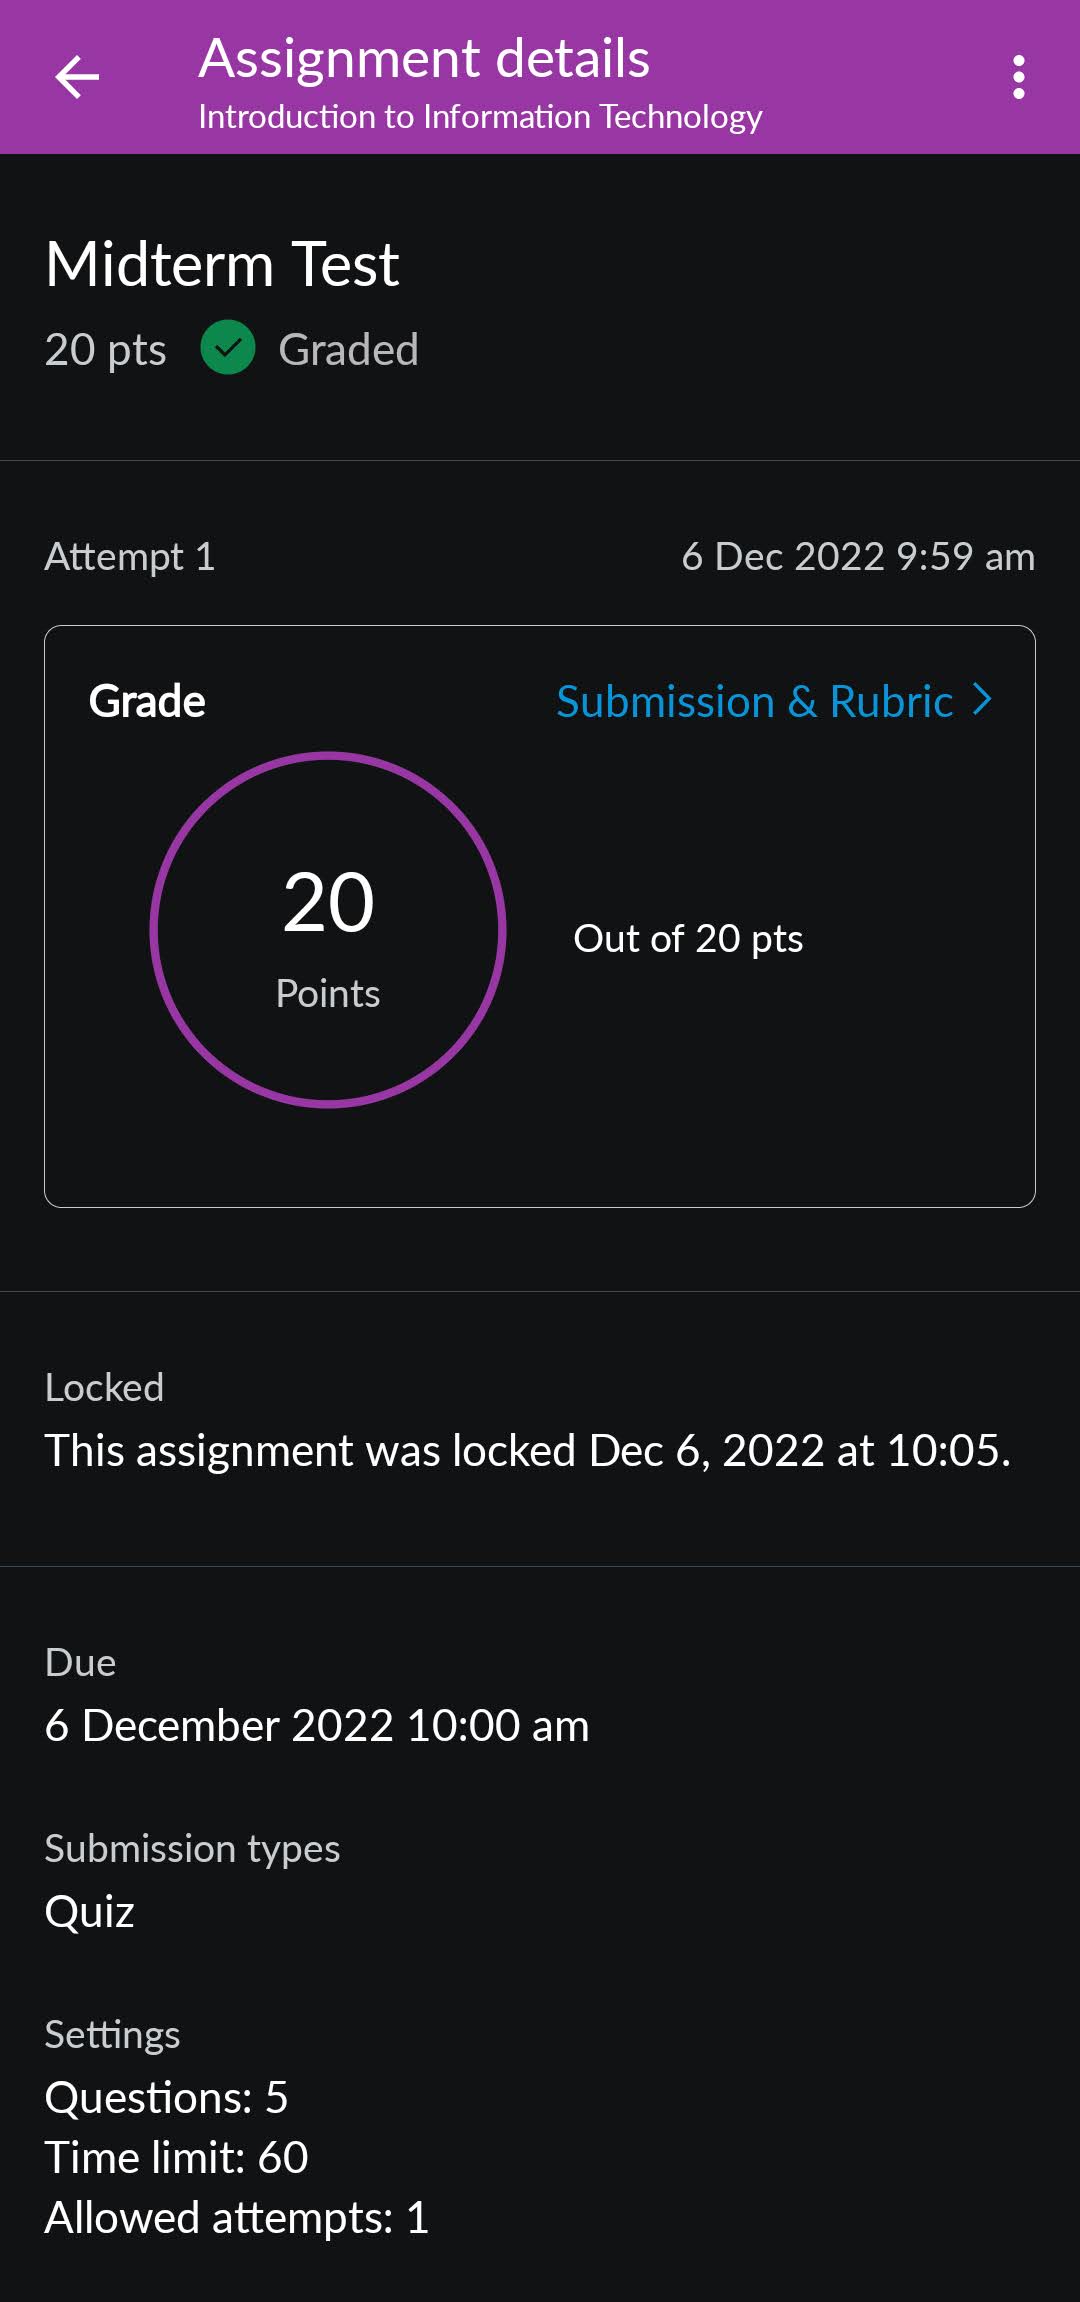 Assignment details
Introduction to Information Technology
Midterm Test
20 pts Graded
Attempt 1 6 Dec 2022 9:59 am
Grade Submission & Rubric
20
Points
Out of 20 pts
Locked
This assignment was locked Dec 6, 2022 at 10:05.
Due
6 December 2022 10:00 am
Submission types
Quiz
Settings
Questions: 5
Time limit: 60
Allowed attempts: 1